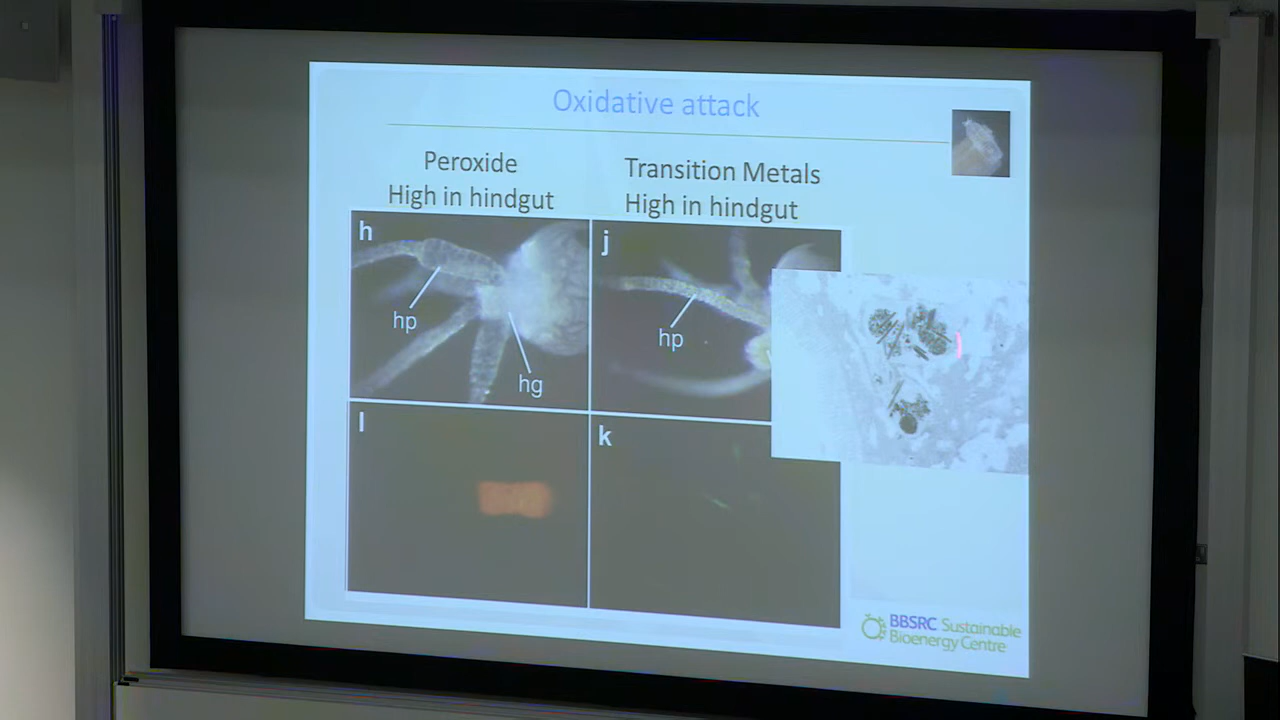 Oxidative attack
Peroxide
High in hindgut
Transition Metals
High in hindgut
h
hp
hg
j
hp
l
k
BBSRC Sustainable
Bioenergy Centre